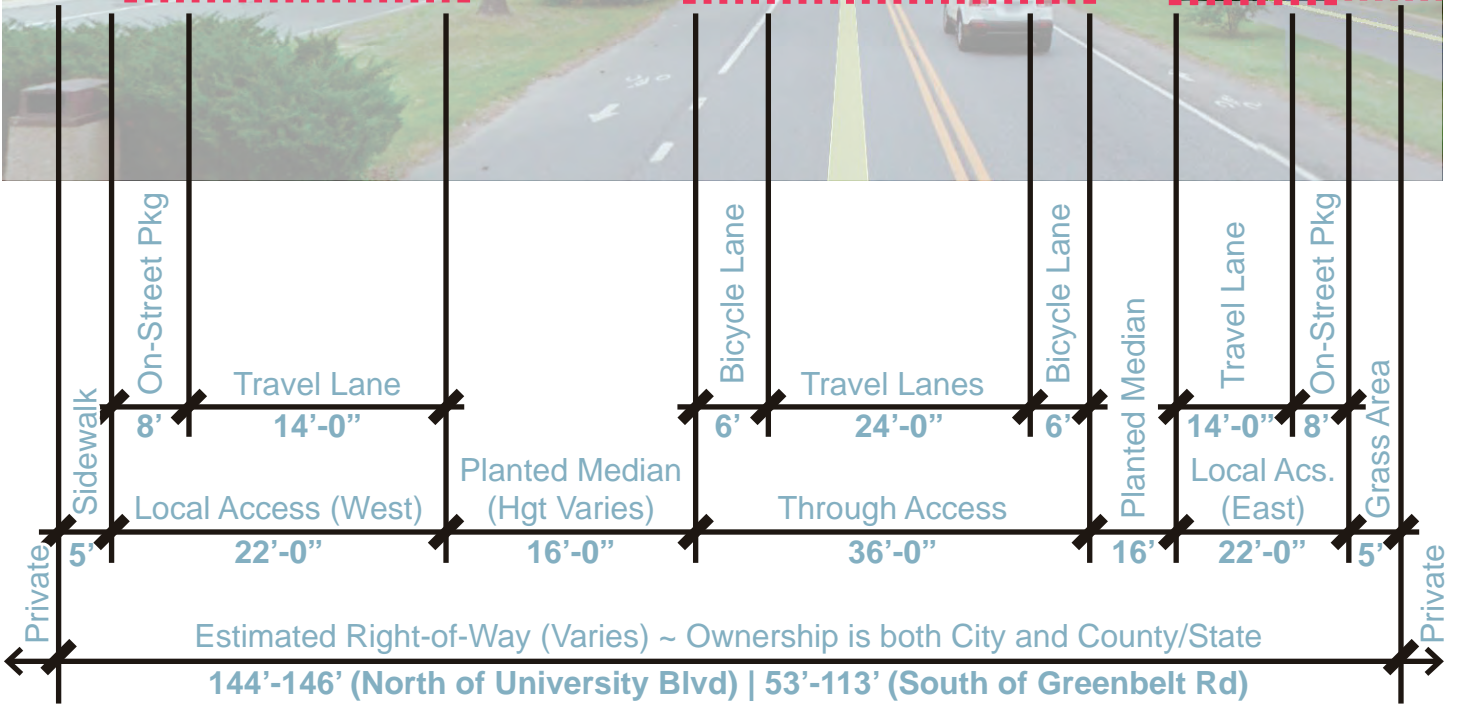 On-Street Pkg
Bicycle Lane
Bicycle Lane
Travel Lane
On-Street Pkg
Sidewalk
Travel Lane
Travel Lanes
Planted Median
Grass Area
8’
14’-0”
6’
24’-0”
6’
14’-0”
8’
Local Access (West)
Planted Median
(Hgt Varies)
Through Access
Local Acs.
(East)
Private
5’
22’-0”
16’-0”
36’-0”
16’
22’-0”
5’
Private
Estimated Right-of-Way (Varies) ~ Ownership is both City and County/State
144’-146’ (North of University Blvd) | 53’-113’ (South of Greenbelt Rd)